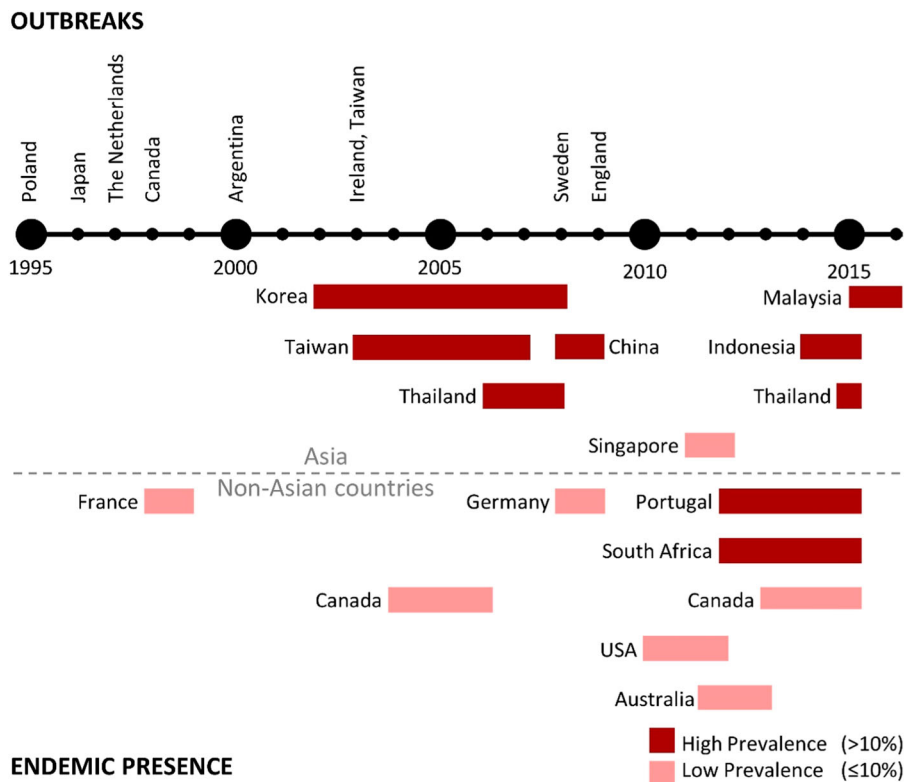 OUTBREAKS
Poland
Japan
The Netherlands
Canada
Argentina
Ireland, Taiwan
Sweden
England
1995 2000 2005 2010 2015
Korea Malaysia
Taiwan China Indonesia
Thailand Thailand
Singapore
Asia
Non-Asian countries
France Germany Portugal
South Africa
Canada Canada
USA
Australia
High Prevalence (>10%)
Low Prevalence (≤10%)
ENDEMIC PRESENCE